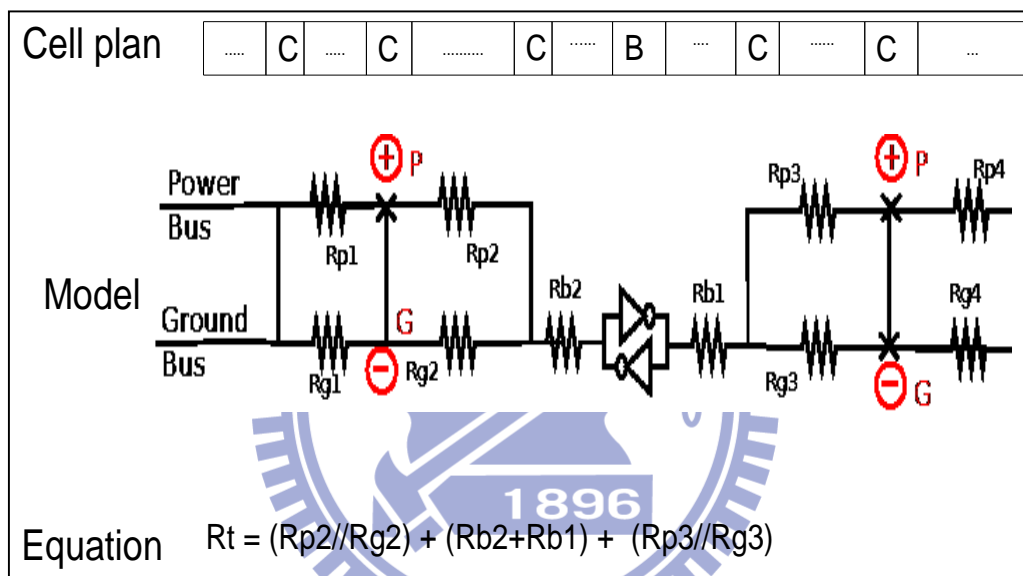 Cell plan ..... C ..... C .......... C ...... B .... C ...... C ...
+ P + P
Power Bus
Rp1 Rp2 Rp3 Rp4
Model
Ground Bus
G
Rb2 Rb1
Rg1 Rg2 Rg3 Rg4
− − G
1896
Equation Rt = (Rp2//Rg2) + (Rb2+Rb1) + (Rp3//Rg3)